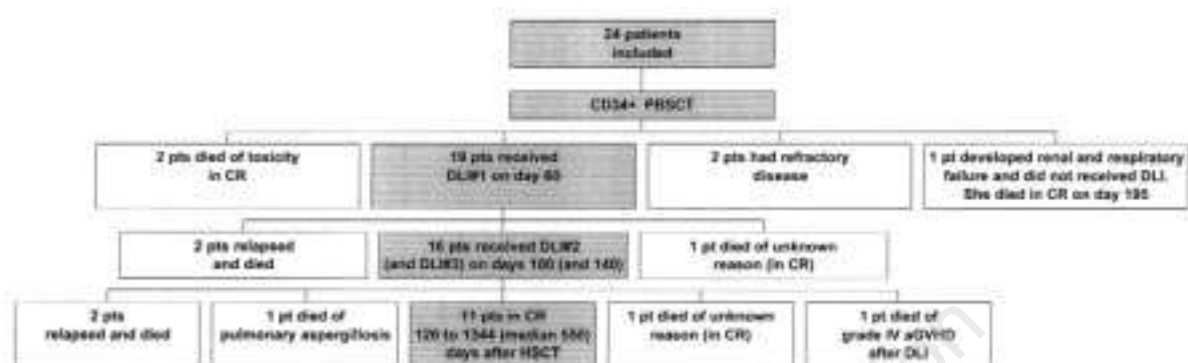 24 patients
included
CD34+ PBSCT
2 pts died of toxicity
in CR
19 pts received
DLI#1 on day 60
2 pts had refractory
disease
1 pt developed renal and respiratory
failure and did not received DLI.
She died in CR on day 195
2 pts relapsed
and died
16 pts received DLI#2
(and DLI#3) on days 100 (and 140)
1 pt died of unknown
reason (in CR)
2 pts
relapsed and died
1 pt died of
pulmonary aspergillosis
11 pts in CR
126 to 1344 (median
days after HSCT
1 pt died of unknown
reason (in CR)
1 pt died of
grade IV aGVHD
after DLI